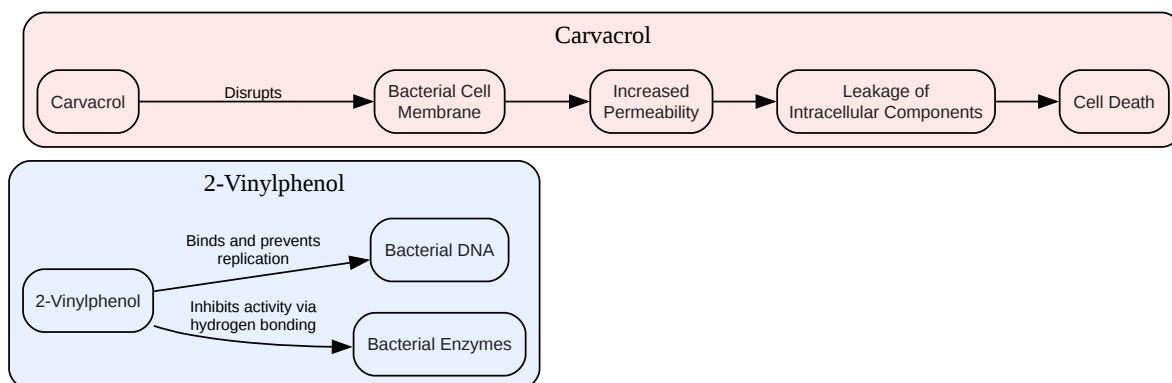 Carvacrol
Carvacrol
Disrupts
Bacterial Cell
Membrane
Increased
Permeability
Leakage of
Intracellular Components
Cell Death
2-Vinylphenol
2-Vinylphenol
Binds and prevents
replication
Bacterial DNA
Inhibits activity via
hydrogen bonding
Bacterial Enzymes